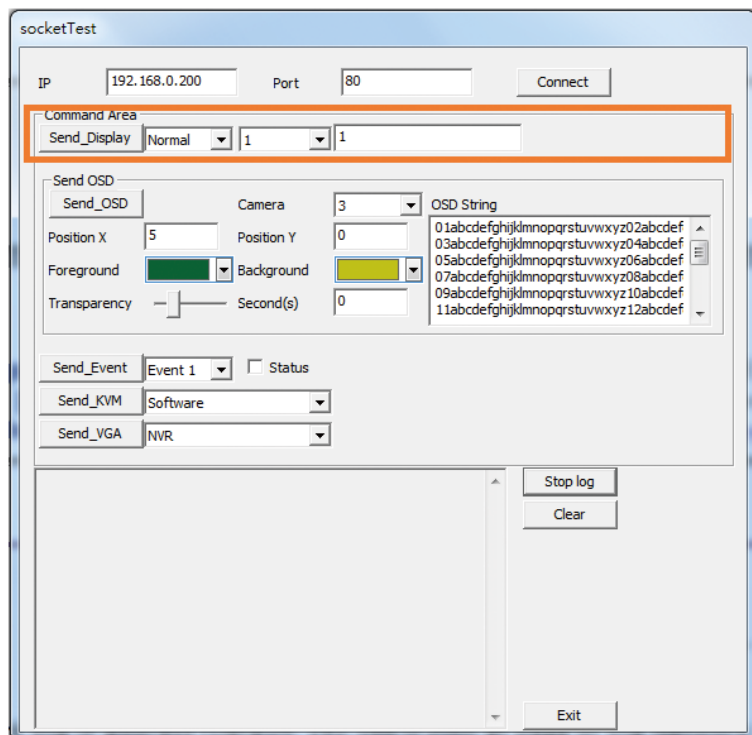 socketTest
IP 192.168.0.200 Port 80 Connect
Command Area
Send_Display Normal 1 1
Send OSD
Send_OSD Camera 3 OSD String
Position X 5 Position Y 0
Foreground Background
Transparency Second(s) 0
01abcdefghijklmnopqrstuvwxyz02abcdef
03abcdefghijklmnopqrstuvwxyz04abcdef
05abcdefghijklmnopqrstuvwxyz06abcdef
07abcdefghijklmnopqrstuvwxyz08abcdef
09abcdefghijklmnopqrstuvwxyz10abcdef
11abcdefghijklmnopqrstuvwxyz12abcdef
Send_Event Event 1 Status
Send_KVM Software
Send_VGA NVR
Stop log
Clear
Exit